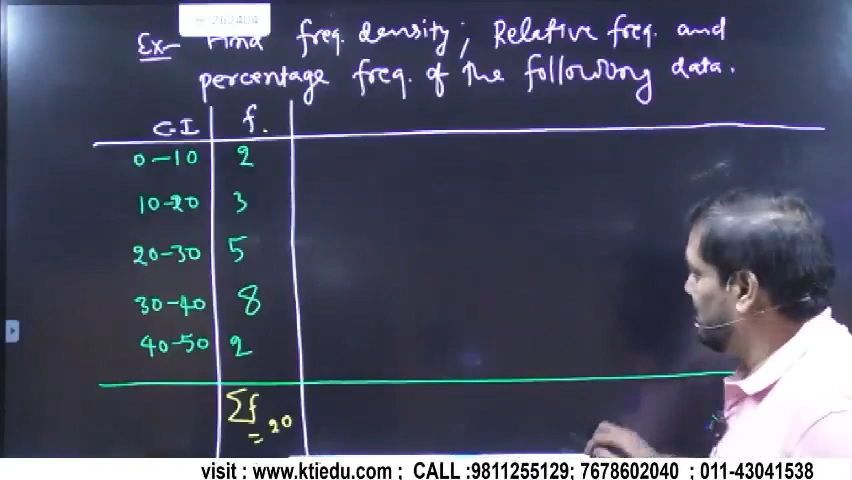 262404
Ex- Find freq. density; Relative freq. and
percentage freq. of the following data.
C.I f.
0-10 2
10-20 3
20-30 5
30-40 8
40-50 2
Σf
= 20
visit : www.ktiedu.com ; CALL :9811255129; 7678602040 ; 011-43041538